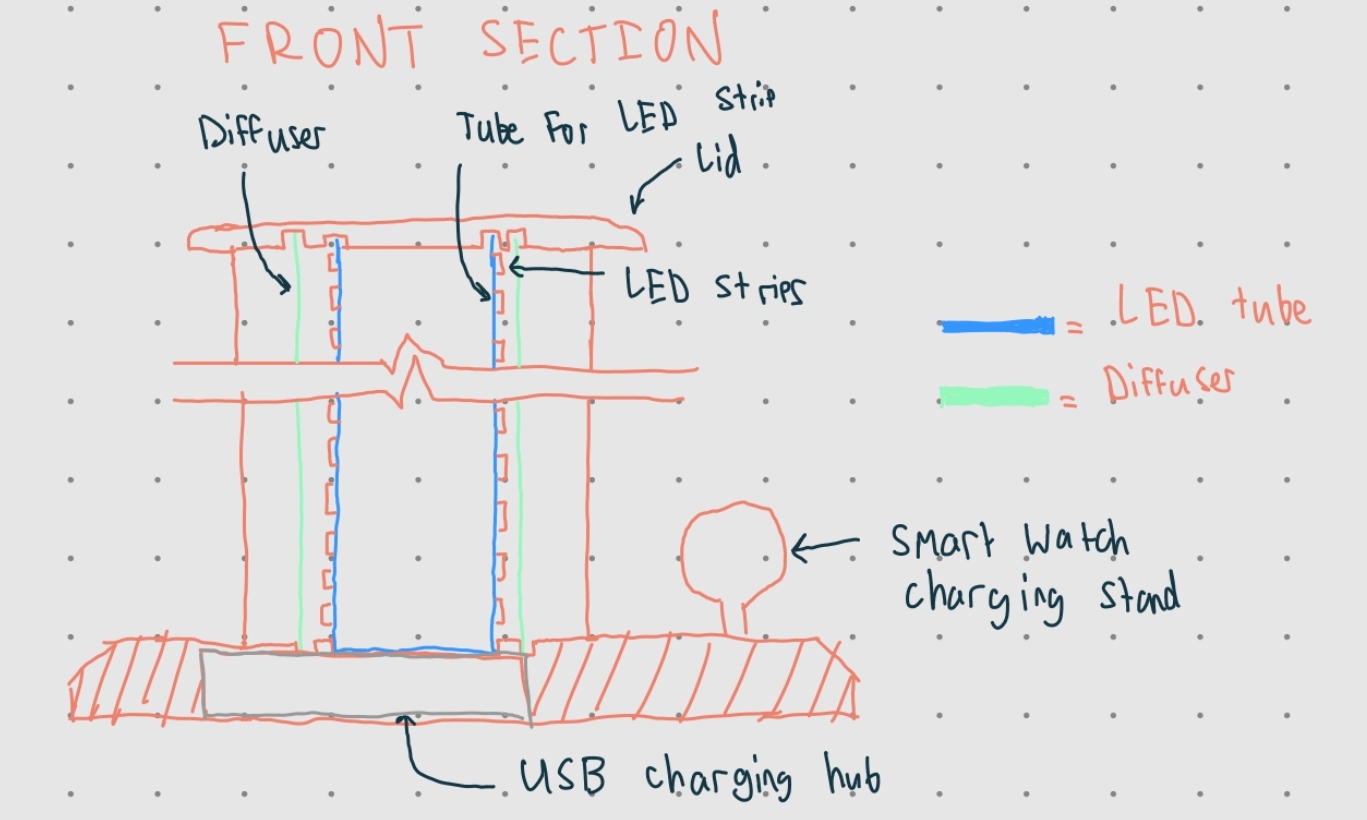 FRONT SECTION
Diffuser
Tube For LED Strip
Lid
LED Strips
= LED tube
= Diffuser
Smart Watch
charging Stand
USB charging hub